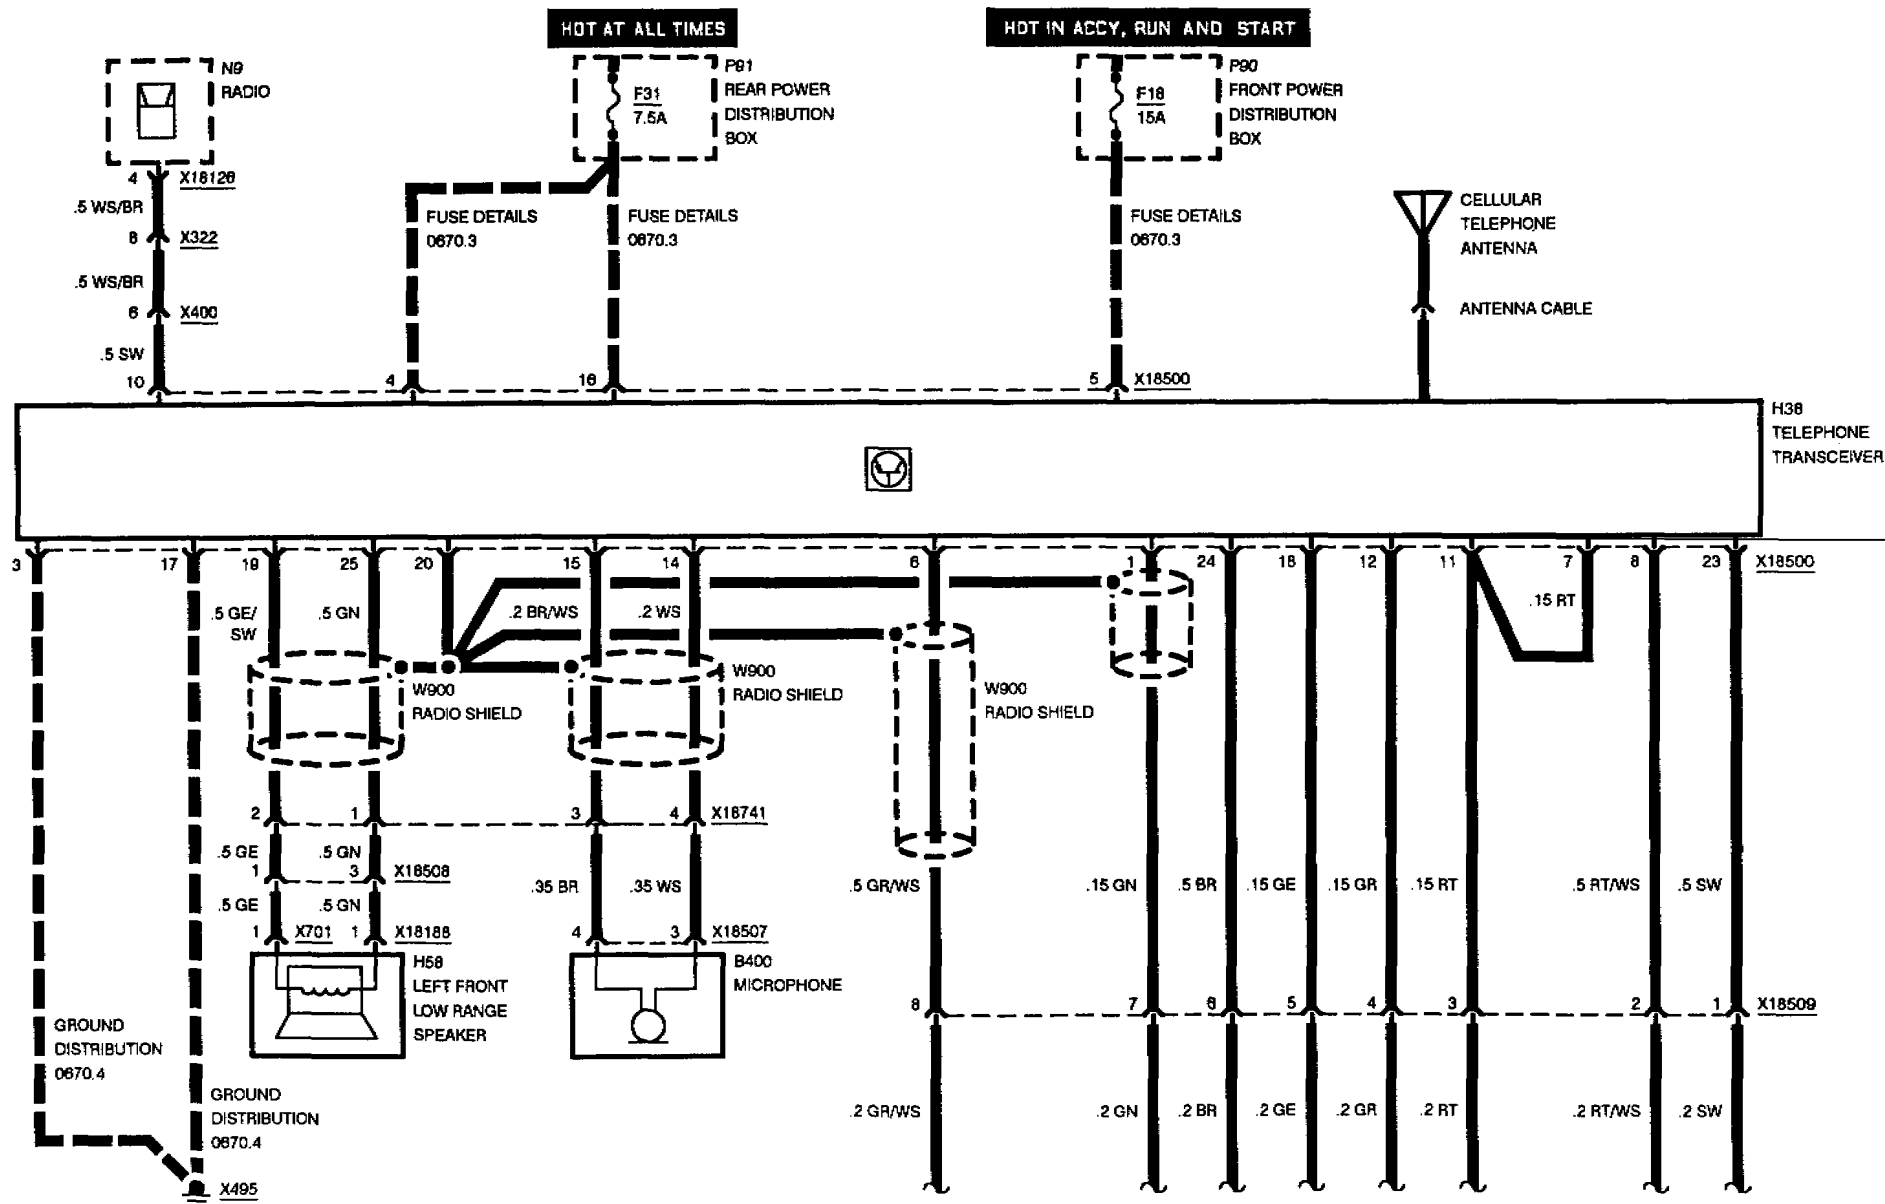 HOT AT ALL TIMES
HOT IN ACCY, RUN AND START
N9
RADIO
F31
7.5A
P91
REAR POWER
DISTRIBUTION
BOX
F18
15A
P90
FRONT POWER
DISTRIBUTION
BOX
4 X18126
.5 WS/BR
8 X322
.5 WS/BR
6 X400
.5 SW
10
FUSE DETAILS
0670.3
FUSE DETAILS
0670.3
FUSE DETAILS
0670.3
CELLULAR
TELEPHONE
ANTENNA
ANTENNA CABLE
4
16
5 X18500
H38
TELEPHONE
TRANSCEIVER
3 17 19 25 20 15 14 6 1 24 18 12 11 7 8 23 X18500
.5 GE/
SW
.5 GN
.2 BR/WS
.2 WS
.15 RT
W900
RADIO SHIELD
W900
RADIO SHIELD
W900
RADIO SHIELD
2 1 3 4 X18741
.5 GE
.5 GN
1 3 X18508
.5 GE
.5 GN
.35 BR
.35 WS
.5 GR/WS
.15 GN
.5 BR
.15 GE
.15 GR
.15 RT
.5 RT/WS
.5 SW
1 X701
1 X18188
4 3 X18507
H58
LEFT FRONT
LOW RANGE
SPEAKER
B400
MICROPHONE
8 7 6 5 4 3 2 1 X18509
GROUND
DISTRIBUTION
0670.4
GROUND
DISTRIBUTION
0670.4
.2 GR/WS
.2 GN
.2 BR
.2 GE
.2 GR
.2 RT
.2 RT/WS
.2 SW
X495